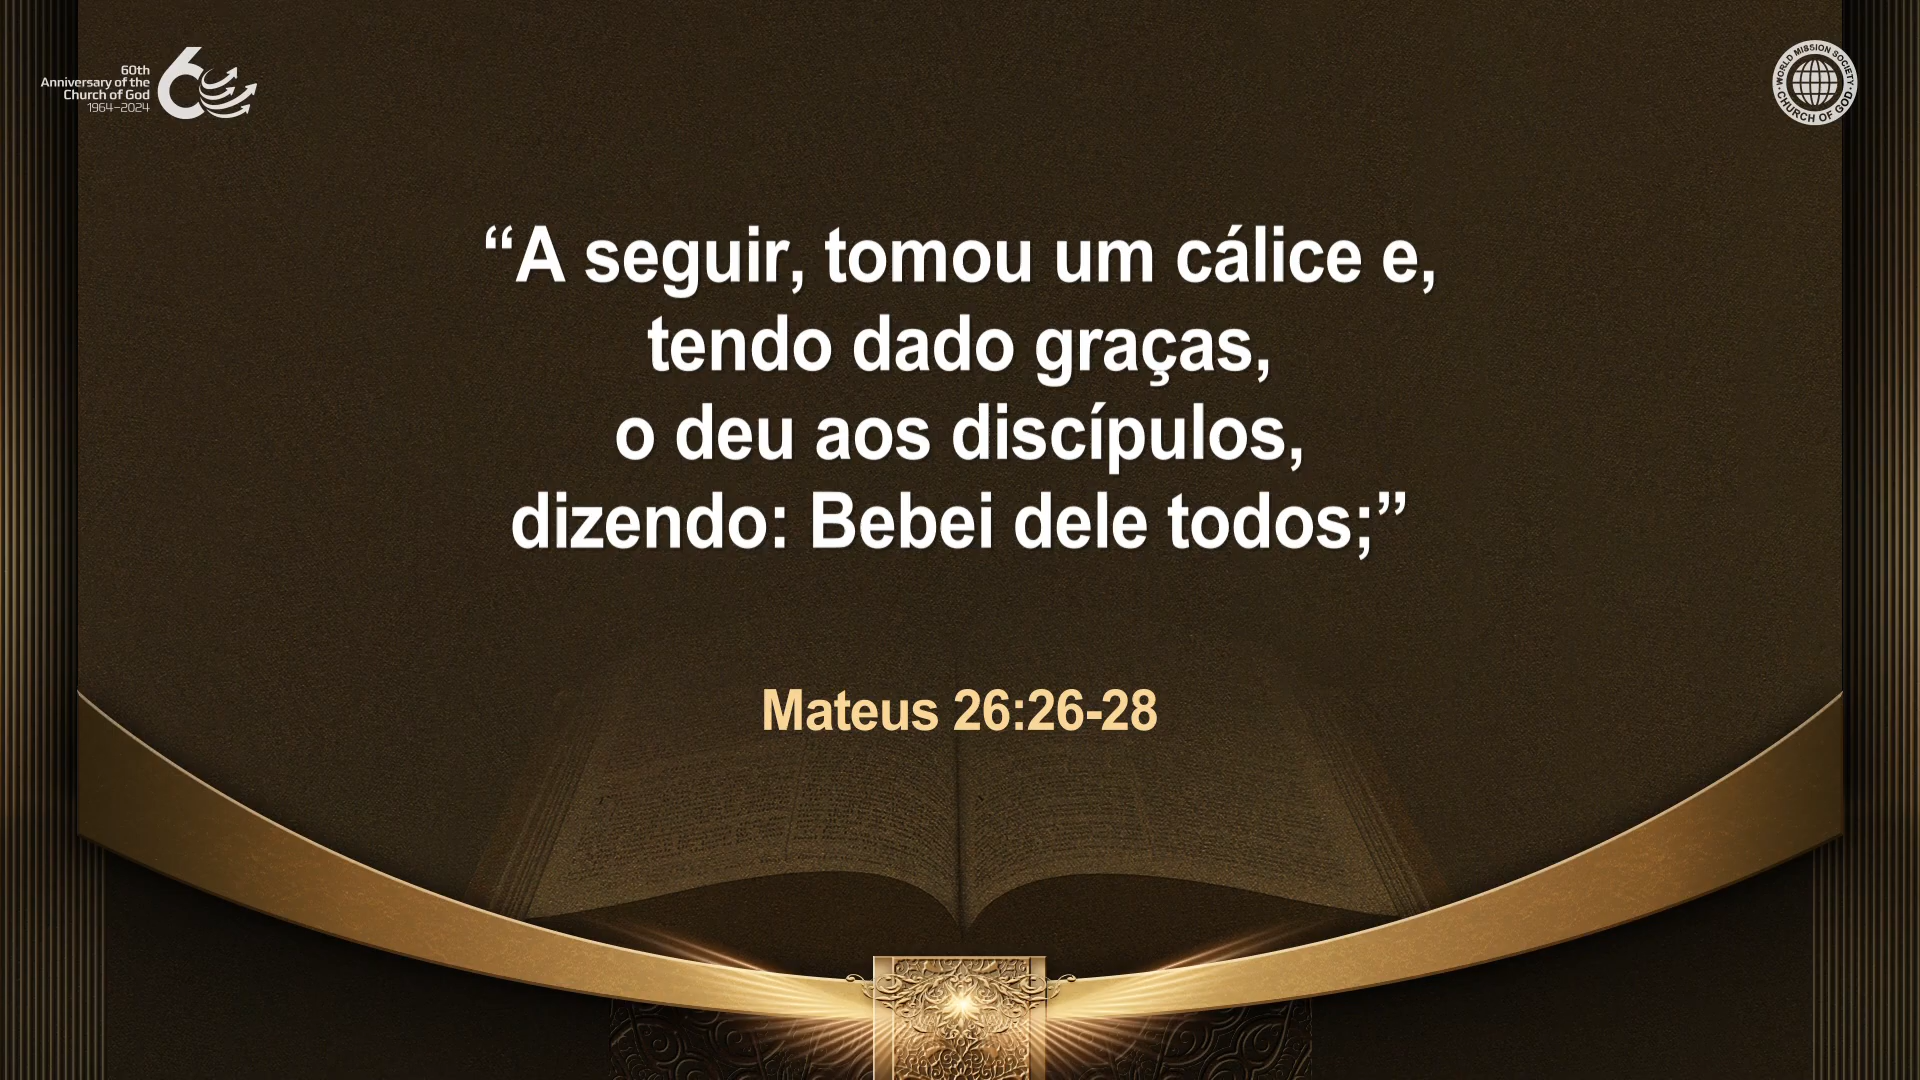 60th
Anniversary of the
Church of God
1964–2024
WORLD MISSION SOCIETY
CHURCH OF GOD
“A seguir, tomou um cálice e,
tendo dado graças,
o deu aos discípulos,
dizendo: Bebei dele todos;”
Mateus 26:26-28